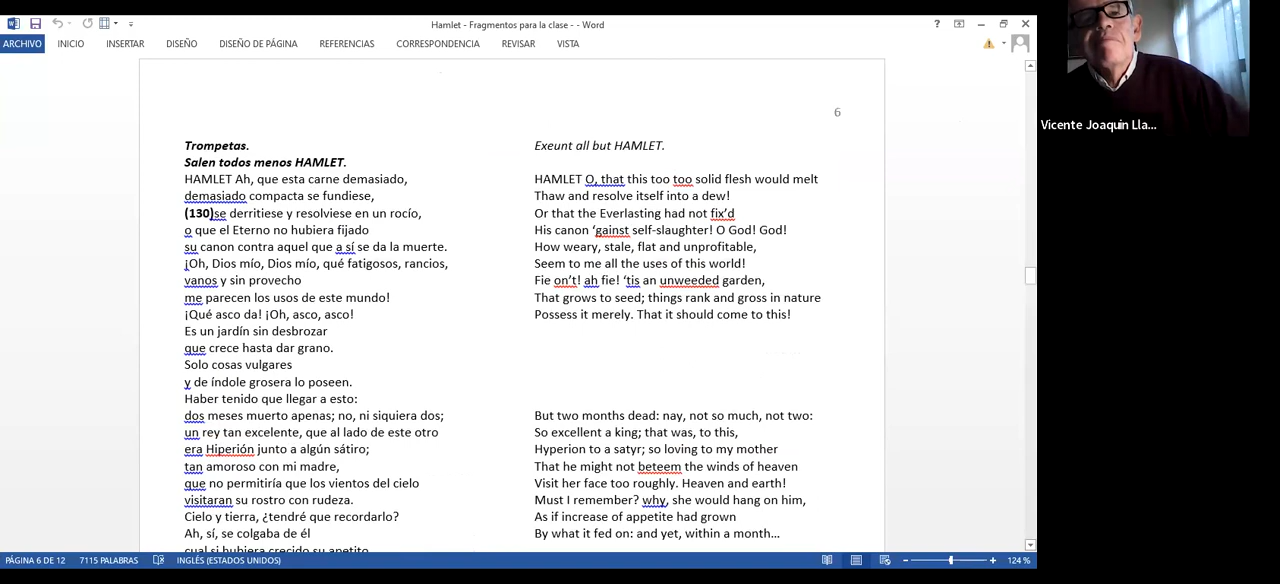 Hamlet - Fragmentos para la clase - - Word
ARCHIVO INICIO INSERTAR DISEÑO DISEÑO DE PÁGINA REFERENCIAS CORRESPONDENCIA REVISAR VISTA
6
Trompetas.
Salen todos menos HAMLET.
HAMLET Ah, que esta carne demasiado,
demasiado compacta se fundiese,
(130)se derritiese y resolviese en un rocío,
o que el Eterno no hubiera fijado
su canon contra aquel que a sí se da la muerte.
¡Oh, Dios mío, Dios mío, qué fatigosos, rancios,
vanos y sin provecho
me parecen los usos de este mundo!
¡Qué asco da! ¡Oh, asco, asco!
Es un jardín sin desbrozar
que crece hasta dar grano.
Solo cosas vulgares
y de índole grosera lo poseen.
Haber tenido que llegar a esto:
dos meses muerto apenas; no, ni siquiera dos;
un rey tan excelente, que al lado de este otro
era Hiperión junto a algún sátiro;
tan amoroso con mi madre,
que no permitiría que los vientos del cielo
visitaran su rostro con rudeza.
Cielo y tierra, ¿tendré que recordarlo?
Ah, sí, se colgaba de él
cual si hubiera crecido su apetito
Exeunt all but HAMLET.
HAMLET O, that this too too solid flesh would melt
Thaw and resolve itself into a dew!
Or that the Everlasting had not fix’d
His canon ‘gainst self-slaughter! O God! God!
How weary, stale, flat and unprofitable,
Seem to me all the uses of this world!
Fie on’t! ah fie! ‘tis an unweeded garden,
That grows to seed; things rank and gross in nature
Possess it merely. That it should come to this!
But two months dead: nay, not so much, not two:
So excellent a king; that was, to this,
Hyperion to a satyr; so loving to my mother
That he might not beteem the winds of heaven
Visit her face too roughly. Heaven and earth!
Must I remember? why, she would hang on him,
As if increase of appetite had grown
By what it fed on: and yet, within a month...
PÁGINA 6 DE 12 7115 PALABRAS INGLÉS (ESTADOS UNIDOS) 124 %
Vicente Joaquin Lla...